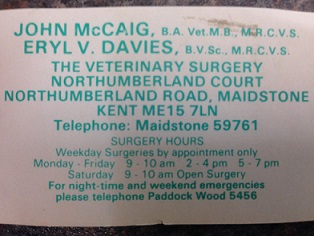 JOHN McCAIG, B.A. Vet.M.B., M.R.C.V.S.
ERYL V. DAVIES, B.V.Sc., M.R.C.V.S.
THE VETERINARY SURGERY
NORTHUMBERLAND COURT
NORTHUMBERLAND ROAD, MAIDSTONE
KENT ME15 7LN
Telephone: Maidstone 59761
SURGERY HOURS
Weekday Surgeries by appointment only
Monday - Friday 9 - 10 am 2 - 4 pm 5 - 7 pm
Saturday 9 - 10 am Open Surgery
For night-time and weekend emergencies
please telephone Paddock Wood 5456